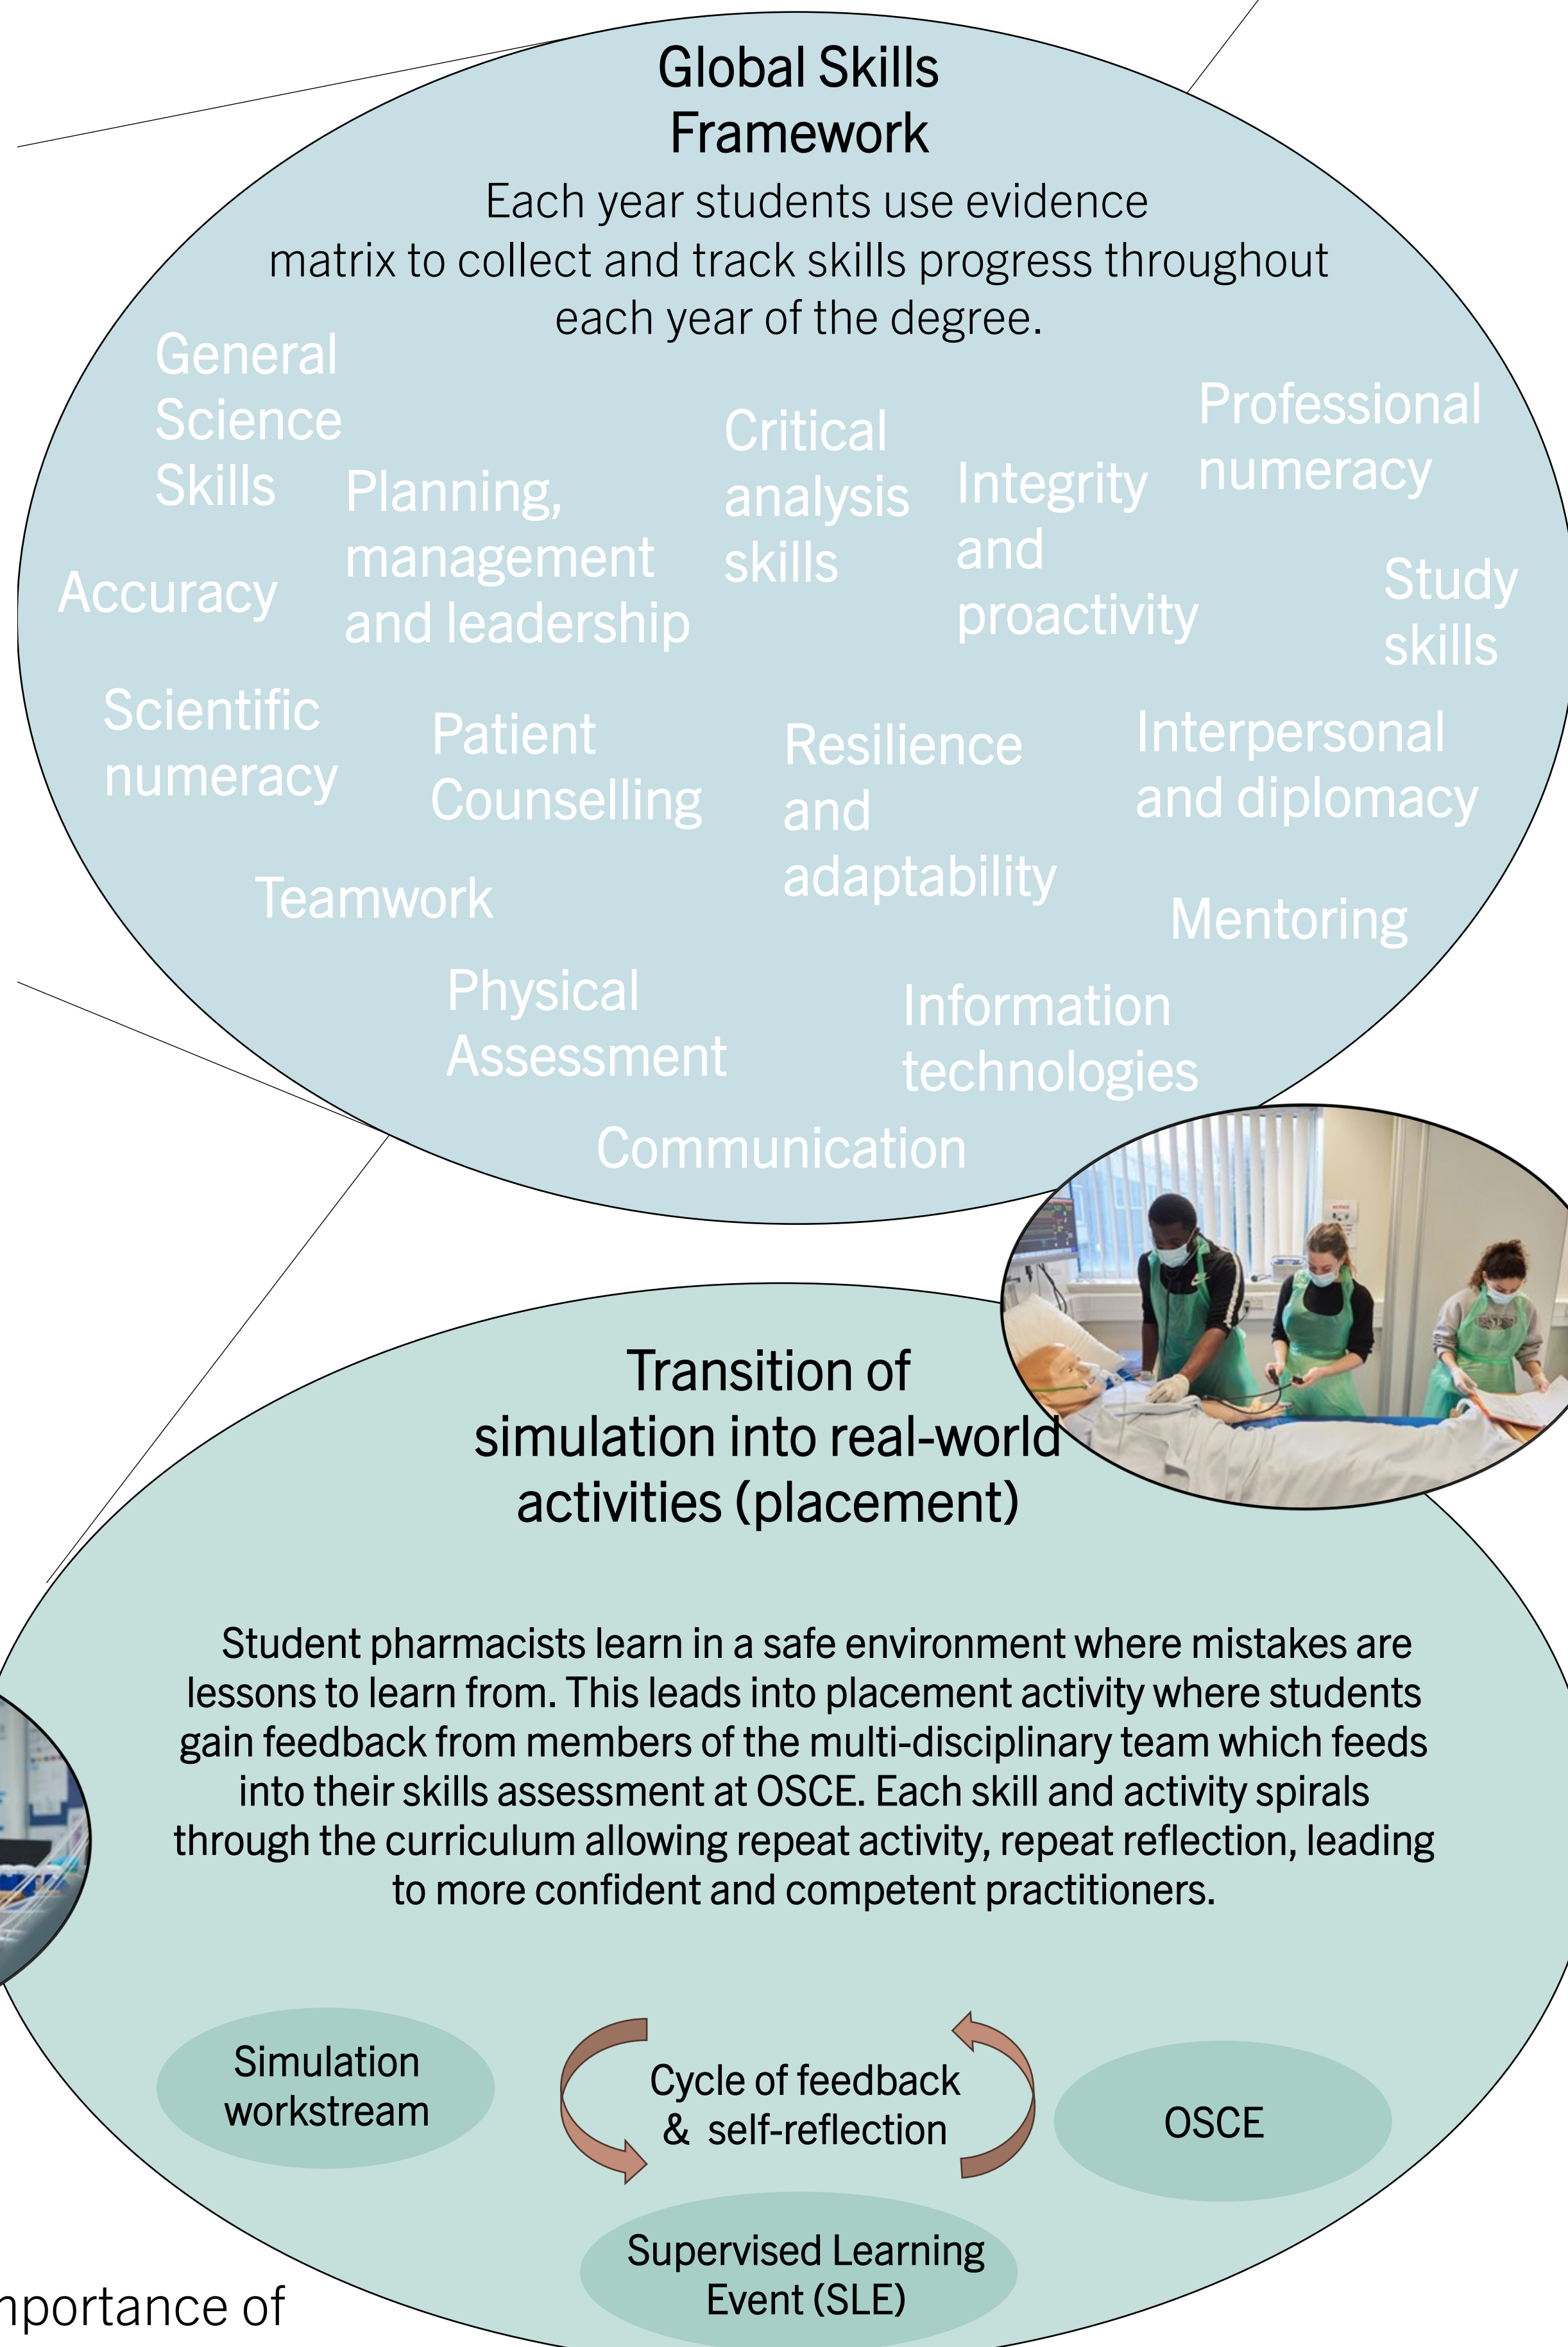 Global Skills
Framework
Each year students use evidence
matrix to collect and track skills progress throughout
each year of the degree.
General
Science
Skills
Planning,
management
and leadership
Critical
analysis
skills
Integrity
and
proactivity
Professional
numeracy
Accuracy
Study
skills
Scientific
numeracy
Patient
Counselling
Resilience
and
adaptability
Interpersonal
and diplomacy
Teamwork
Mentoring
Physical
Assessment
Information
technologies
Communication
Transition of
simulation into real-world
activities (placement)
Student pharmacists learn in a safe environment where mistakes are
lessons to learn from. This leads into placement activity where students
gain feedback from members of the multi-disciplinary team which feeds
into their skills assessment at OSCE. Each skill and activity spirals
through the curriculum allowing repeat activity, repeat reflection, leading
to more confident and competent practitioners.
Simulation
workstream
Cycle of feedback
& self-reflection
OSCE
Supervised Learning
Event (SLE)
nportance of